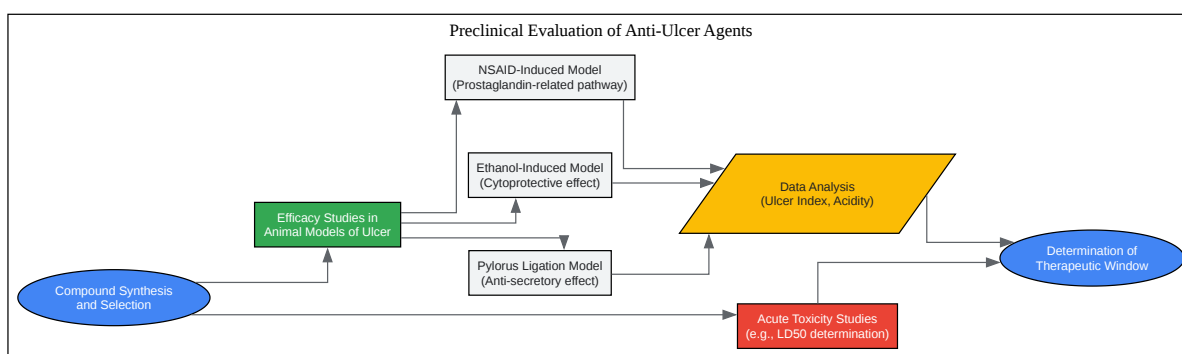 Preclinical Evaluation of Anti-Ulcer Agents
NSAID-Induced Model
(Prostaglandin-related pathway)
Ethanol-Induced Model
(Cytoprotective effect)
Data Analysis
(Ulcer Index, Acidity)
Efficacy Studies in
Animal Models of Ulcer
Pylorus Ligation Model
(Anti-secretory effect)
Determination of
Therapeutic Window
Compound Synthesis
and Selection
Acute Toxicity Studies
(e.g., LD50 determination)